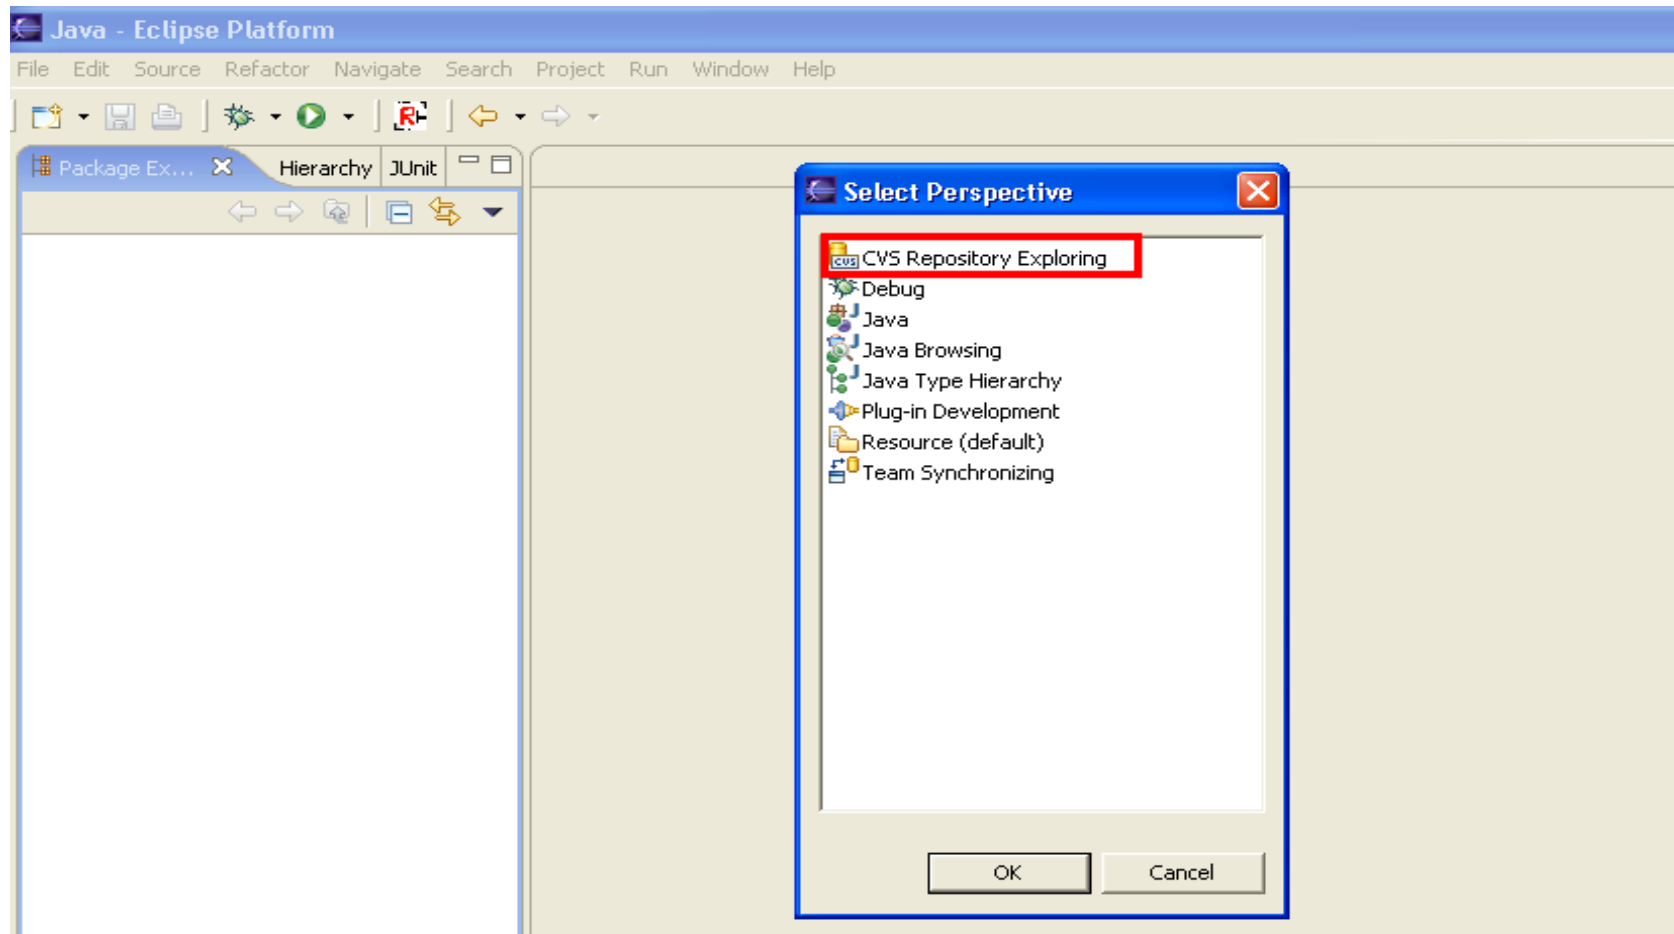 Java - Eclipse Platform
File Edit Source Refactor Navigate Search Project Run Window Help
Package Ex... Hierarchy JUnit
Select Perspective
CVS Repository Exploring
Debug
Java
Java Browsing
Java Type Hierarchy
Plug-in Development
Resource (default)
Team Synchronizing
OK Cancel